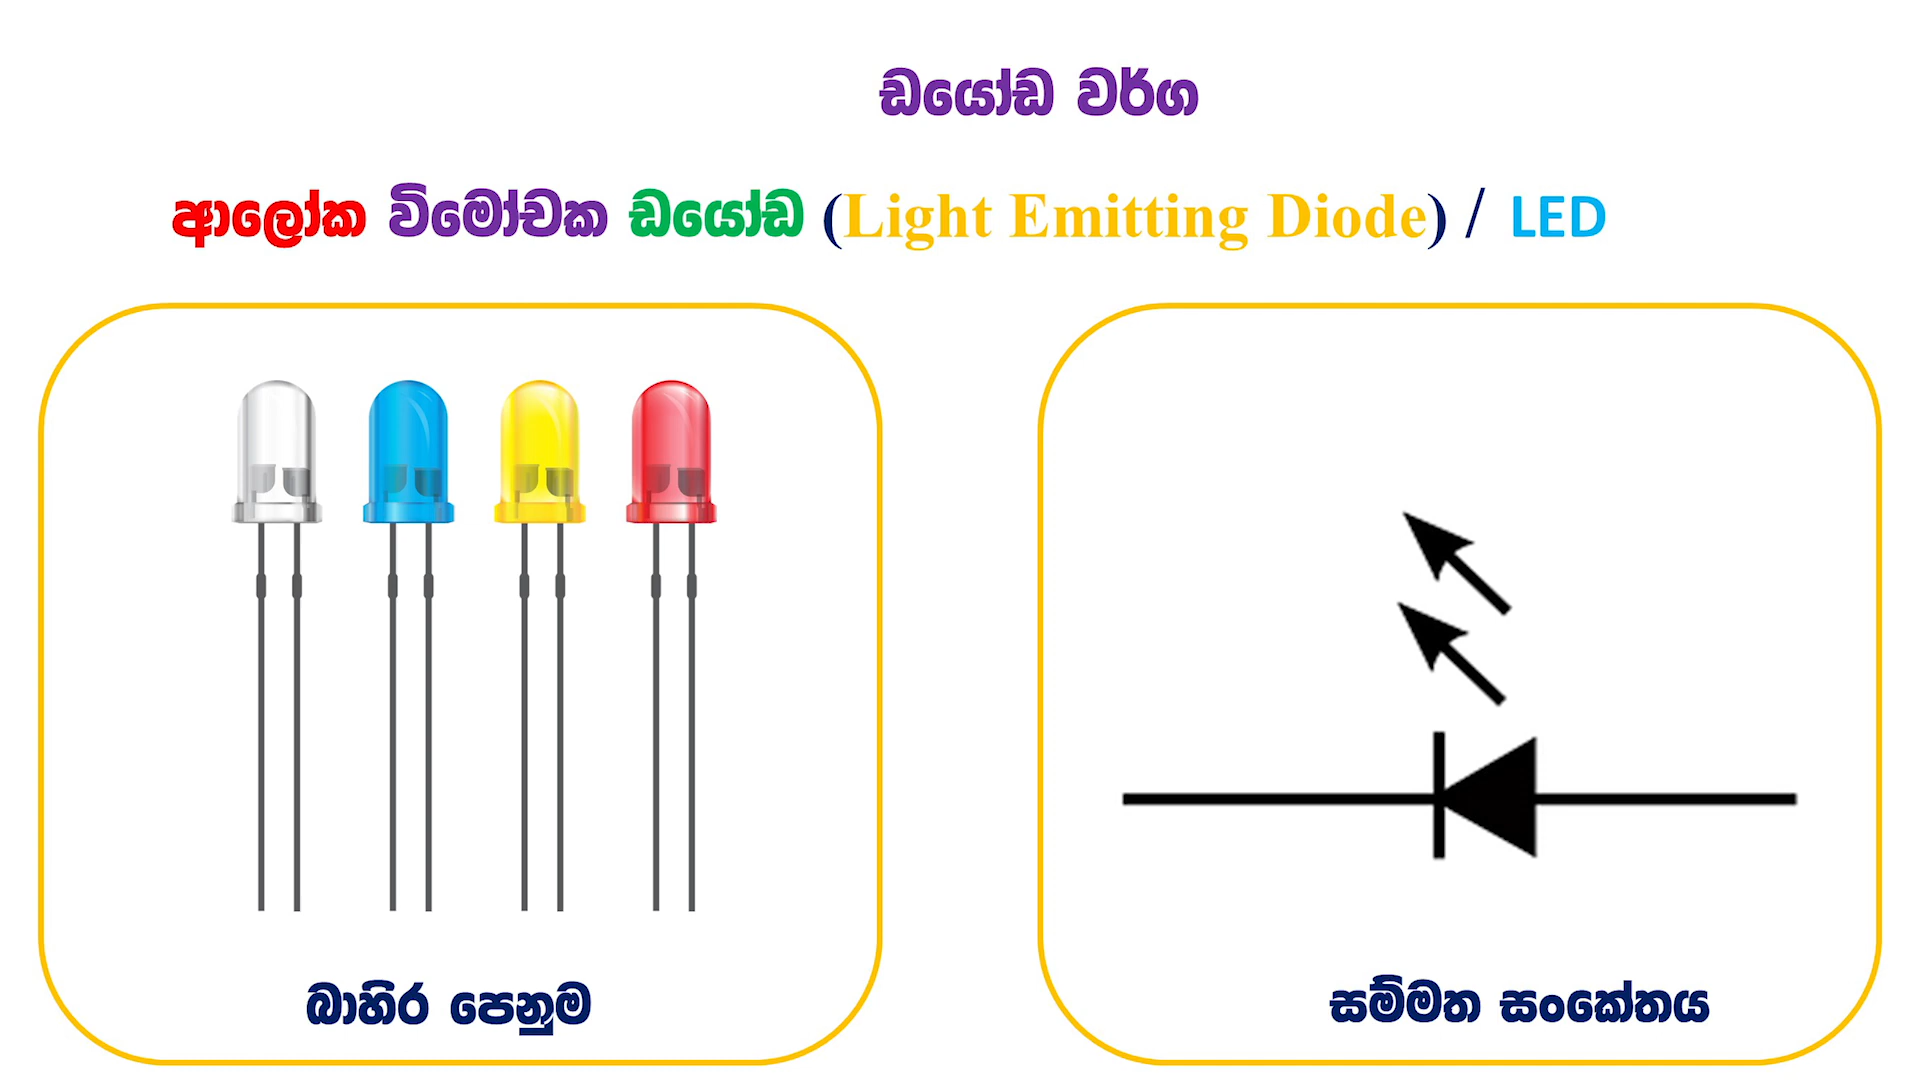 ඩයෝඩ වර්ග
ආලෝක විමෝචක ඩයෝඩ (Light Emitting Diode) / LED
බාහිර පෙනුම
සම්මත සංකේතය